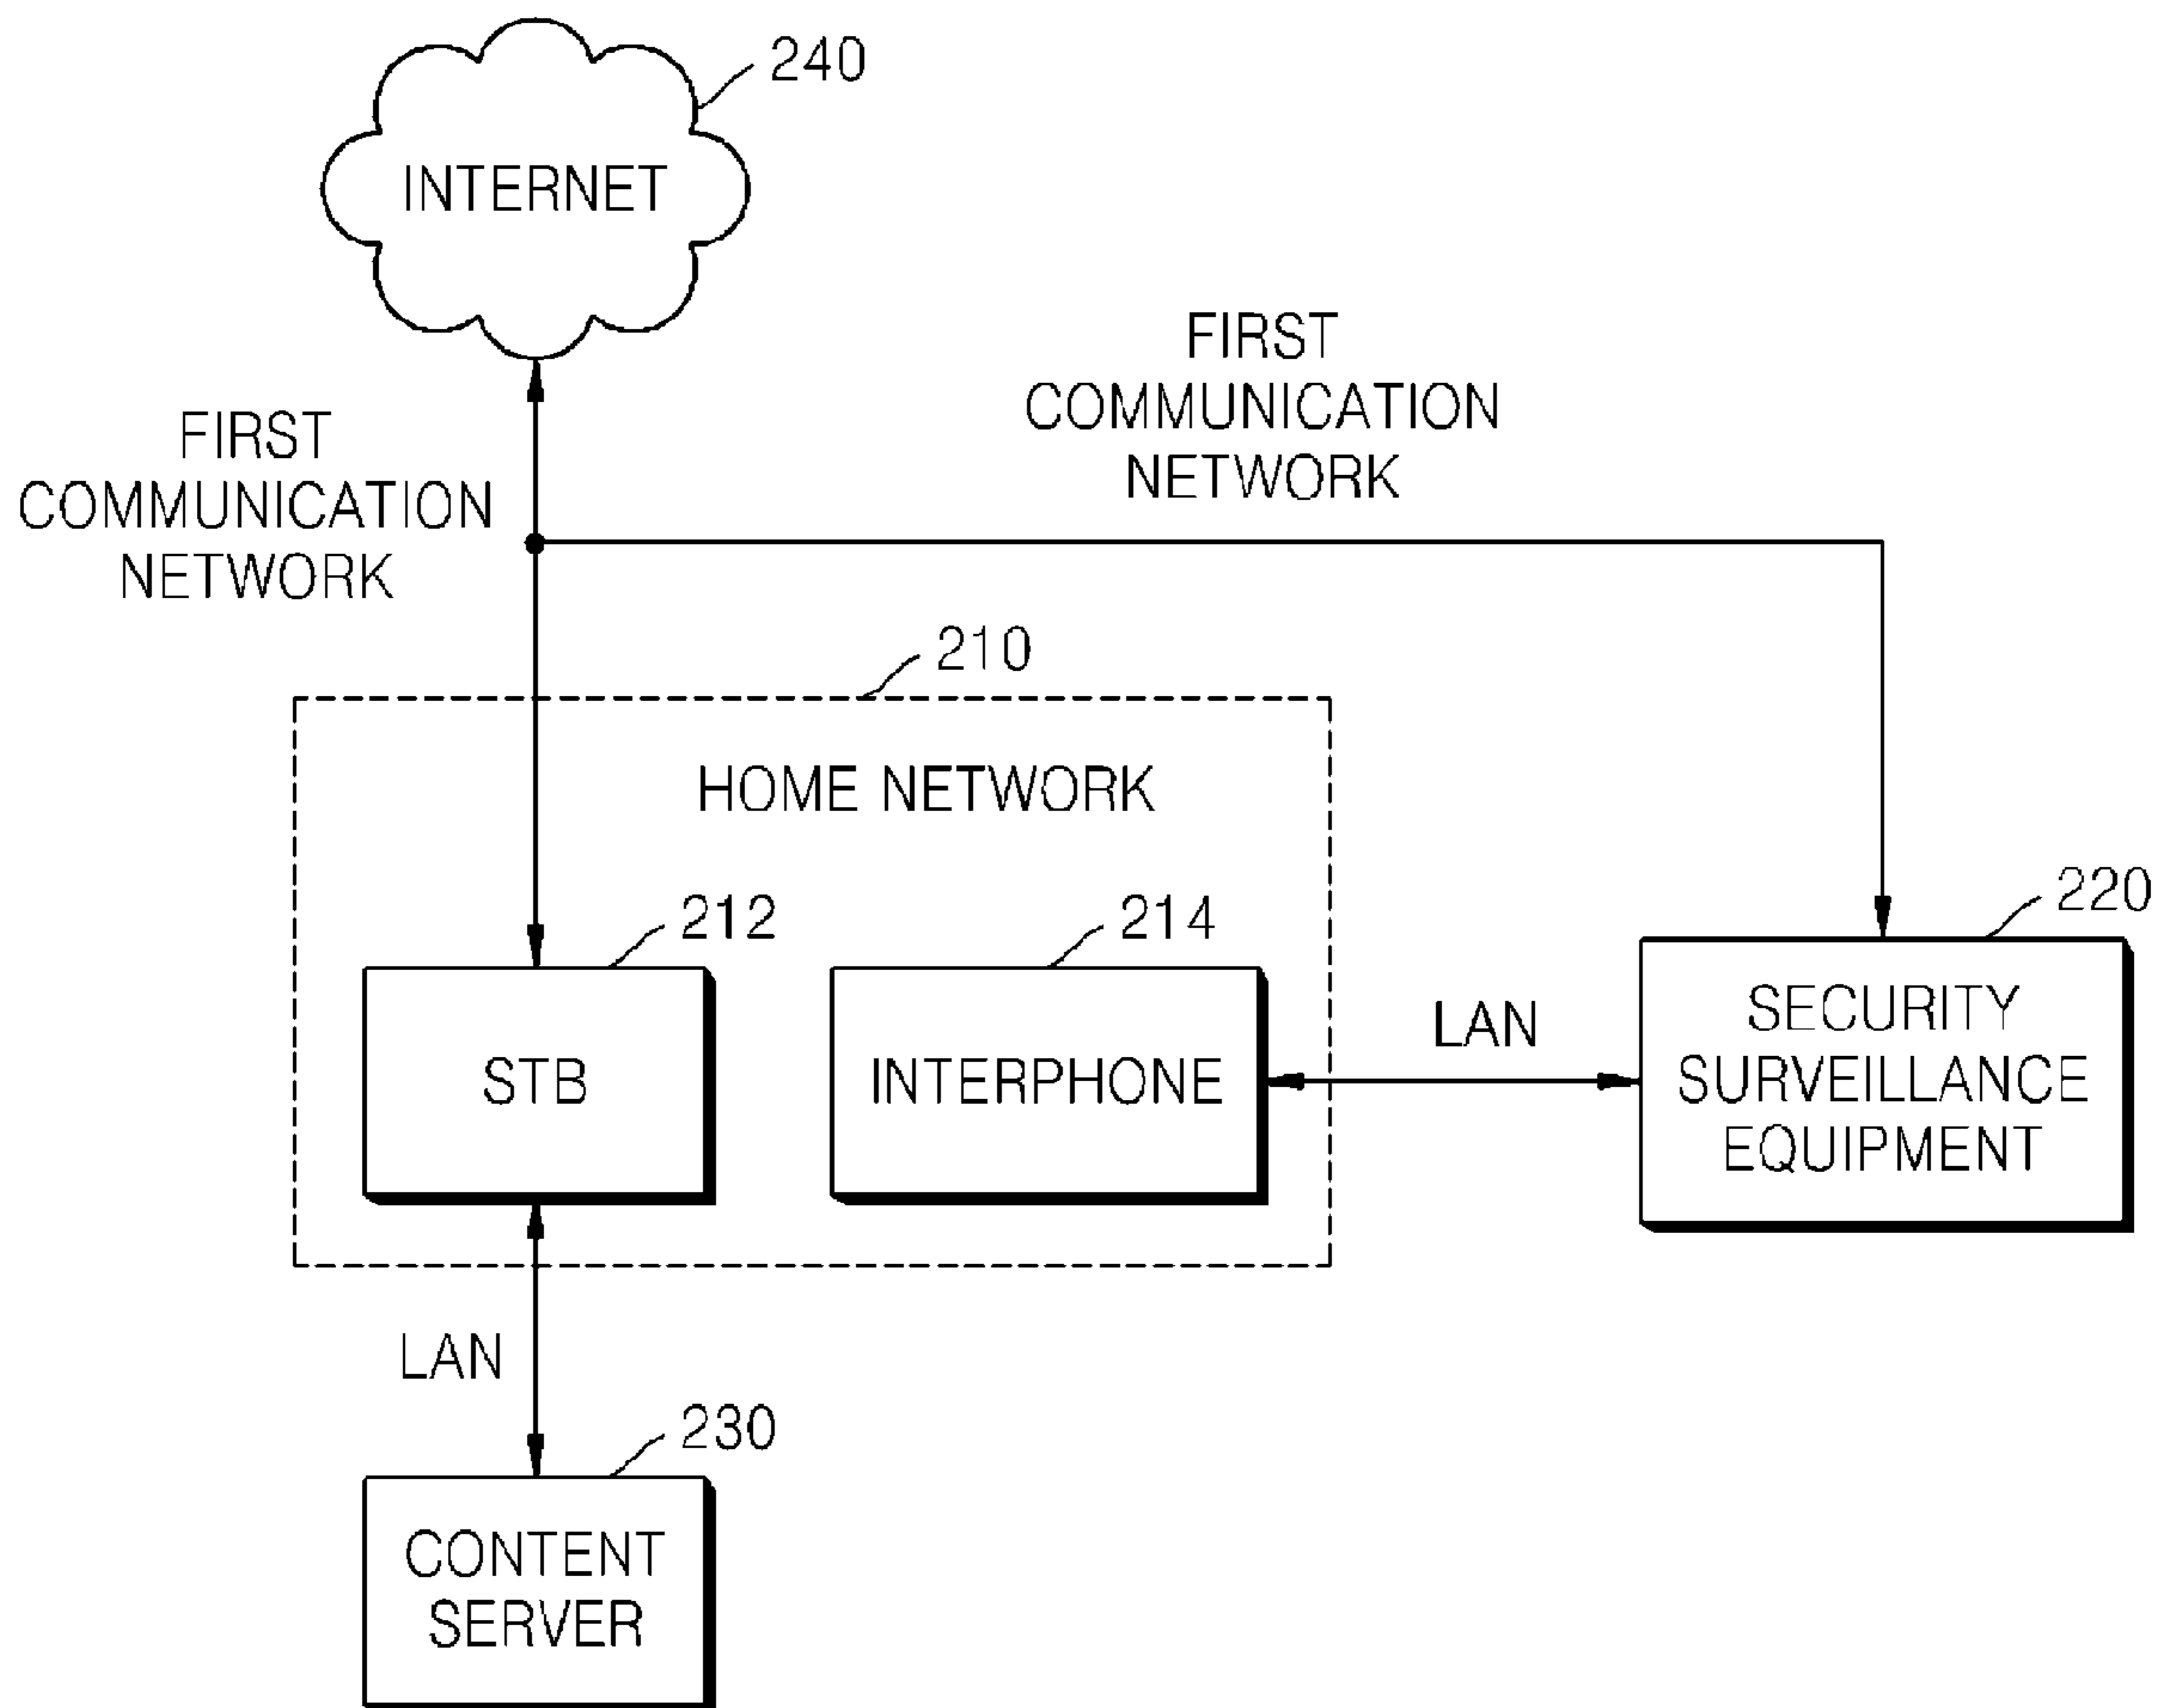 240
INTERNET
FIRST
COMMUNICATION
NETWORK
FIRST
COMMUNICATION
NETWORK
210
HOME NETWORK
212
214
220
STB
INTERPHONE
LAN
SECURITY
SURVEILLANCE
EQUIPMENT
LAN
230
CONTENT
SERVER